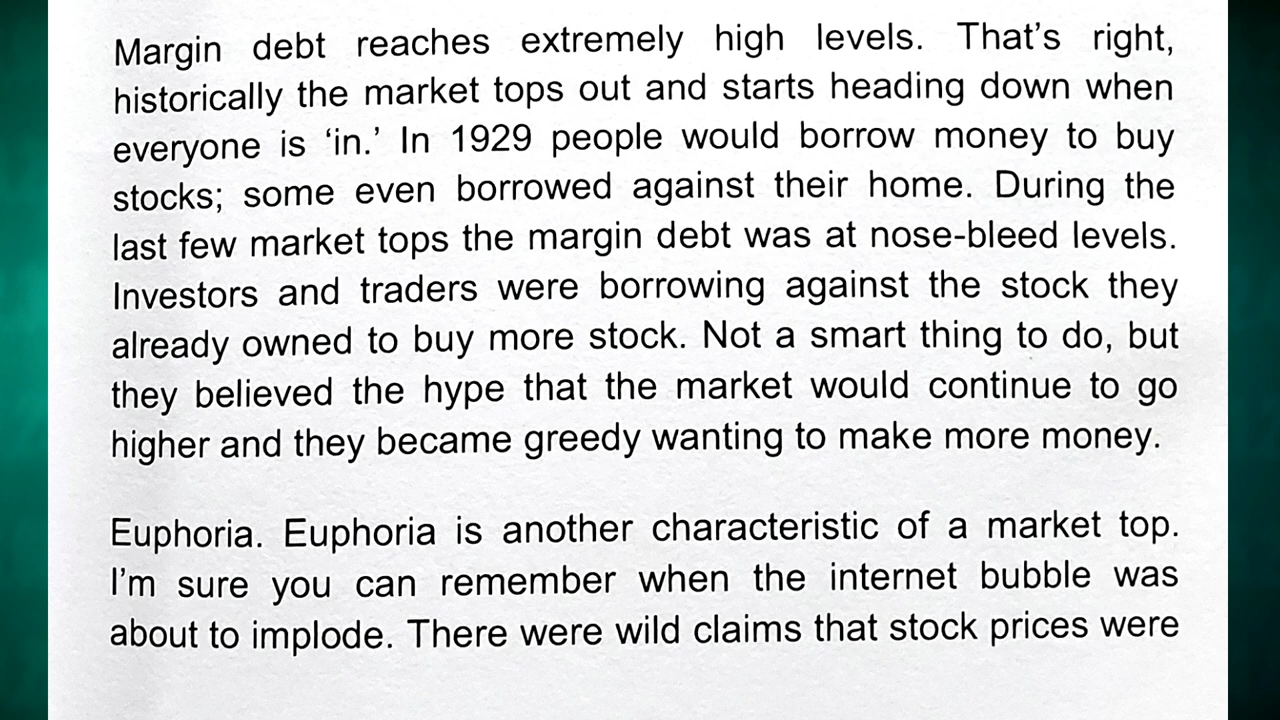 Margin debt reaches extremely high levels. That’s right,
historically the market tops out and starts heading down when
everyone is ‘in.’ In 1929 people would borrow money to buy
stocks; some even borrowed against their home. During the
last few market tops the margin debt was at nose-bleed levels.
Investors and traders were borrowing against the stock they
already owned to buy more stock. Not a smart thing to do, but
they believed the hype that the market would continue to go
higher and they became greedy wanting to make more money.
Euphoria. Euphoria is another characteristic of a market top.
I’m sure you can remember when the internet bubble was
about to implode. There were wild claims that stock prices were